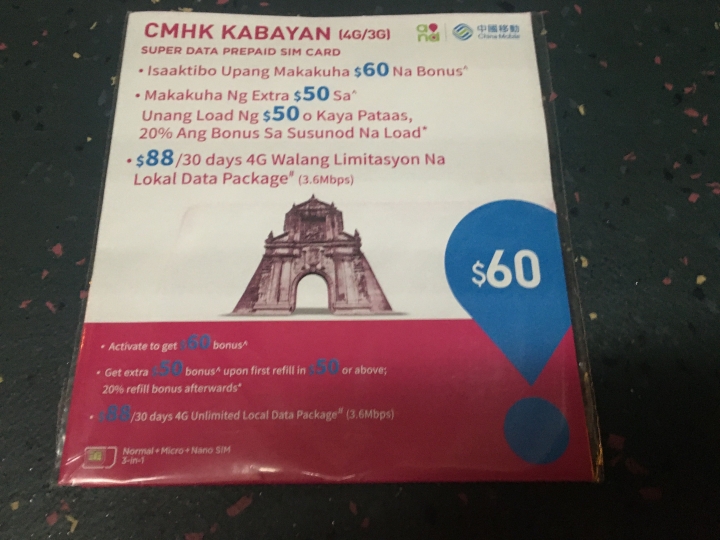 CMHK KABAYAN (4G/3G)
SUPER DATA PREPAID SIM CARD
and
中國移動
China Mobile
• Isaaktibo Upang Makakuha $60 Na Bonus^
• Makakuha Ng Extra $50 Sa^
Unang Load Ng $50 o Kaya Pataas,
20% Ang Bonus Sa Susunod Na Load*
• $88/30 days 4G Walang Limitasyon Na
Lokal Data Package# (3.6Mbps)
$60
• Activate to get $60 bonus^
• Get extra $50 bonus^ upon first refill in $50 or above;
20% refill bonus afterwards*
• $88/30 days 4G Unlimited Local Data Package# (3.6Mbps)
Normal + Micro + Nano SIM
3-in-1